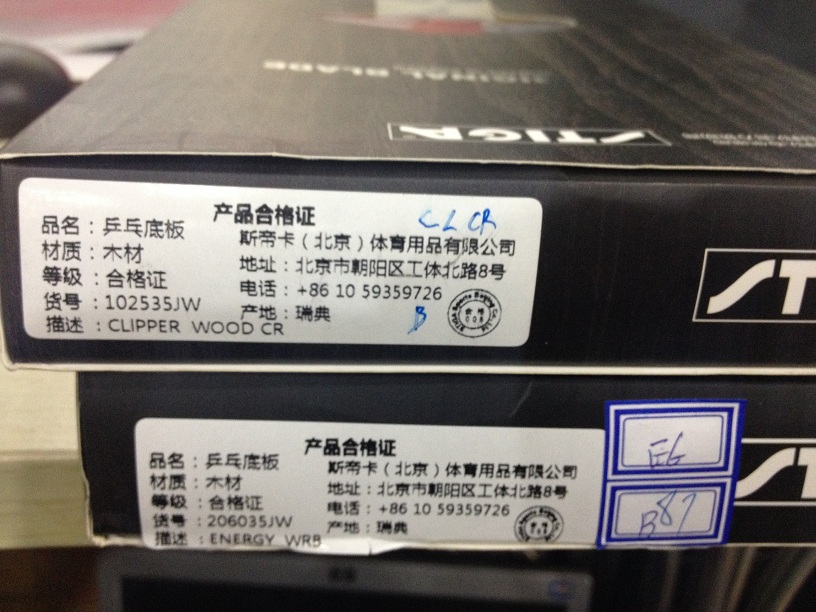 STIGA
产品合格证
CL CR
品名：乒乓底板
斯帝卡（北京）体育用品有限公司
材质：木材
地址：北京市朝阳区工体北路8号
等级：合格证
电话：+86 10 59359726
货号：102535JW
产地：瑞典
B
描述：CLIPPER WOOD CR
合格
ST
产品合格证
品名：乒乓底板
斯帝卡（北京）体育用品有限公司
材质：木材
地址：北京市朝阳区工体北路8号
等级：合格证
电话：+86 10 59359726
货号：206035JW
产地：瑞典
描述：ENERGY WRB
B87
ST